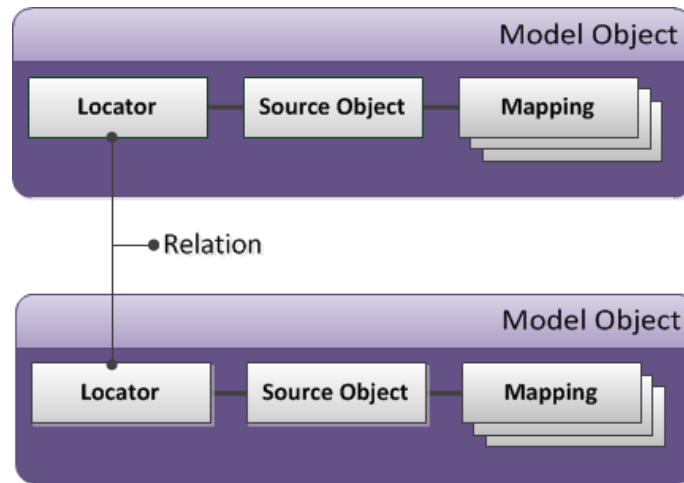 Model Object
Locator
Source Object
Mapping
Relation
Model Object
Locator
Source Object
Mapping